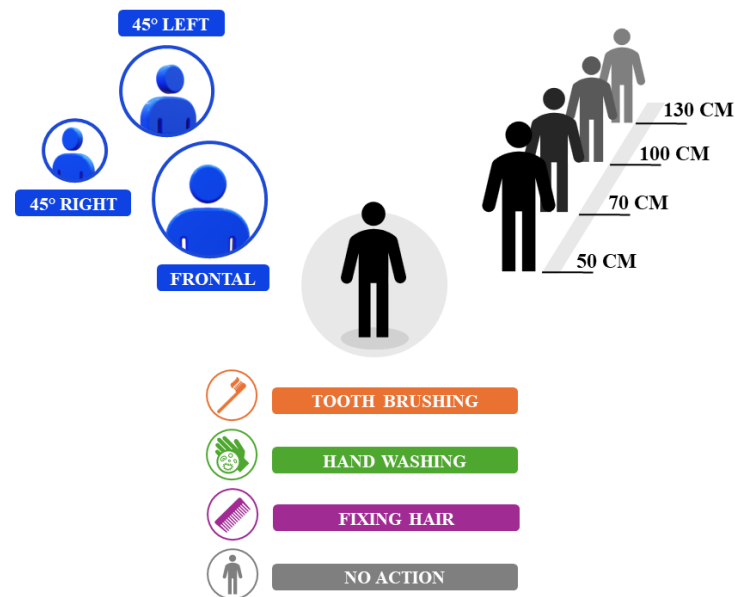 45° LEFT
45° RIGHT
FRONTAL
130 CM
100 CM
70 CM
50 CM
TOOTH BRUSHING
HAND WASHING
FIXING HAIR
NO ACTION